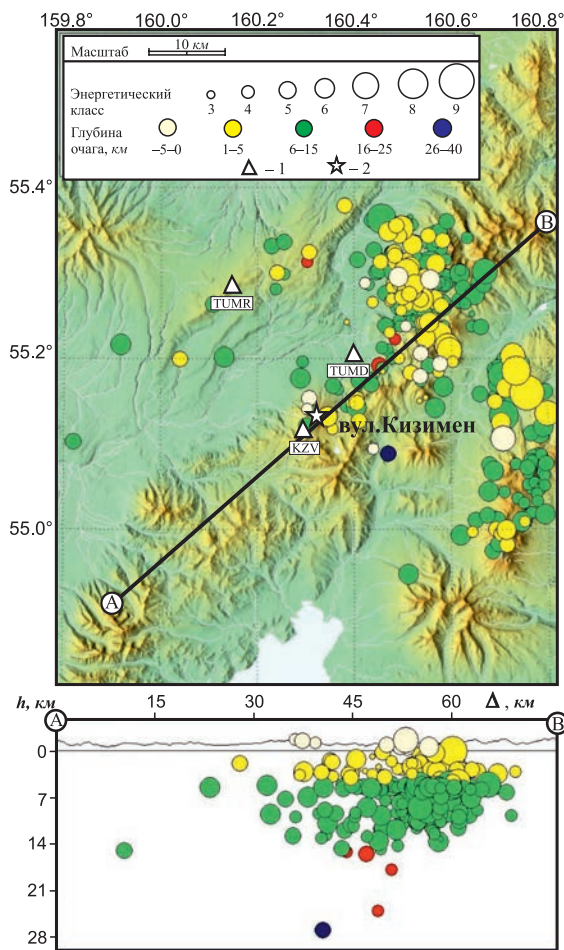 159.8° 160.0° 160.2° 160.4° 160.6° 160.8°
Масштаб 10 км
Энергетический
класс
3 4 5 6 7 8 9
Глубина
очага, км
–5–0 1–5 6–15 16–25 26–40
– 1 – 2
55.4°
B
TUMR
55.2°
TUMD
вул.Кизимен
KZV
55.0°
A
h, км 15 30 45 60 Δ , км
A B
0
7
14
21
28